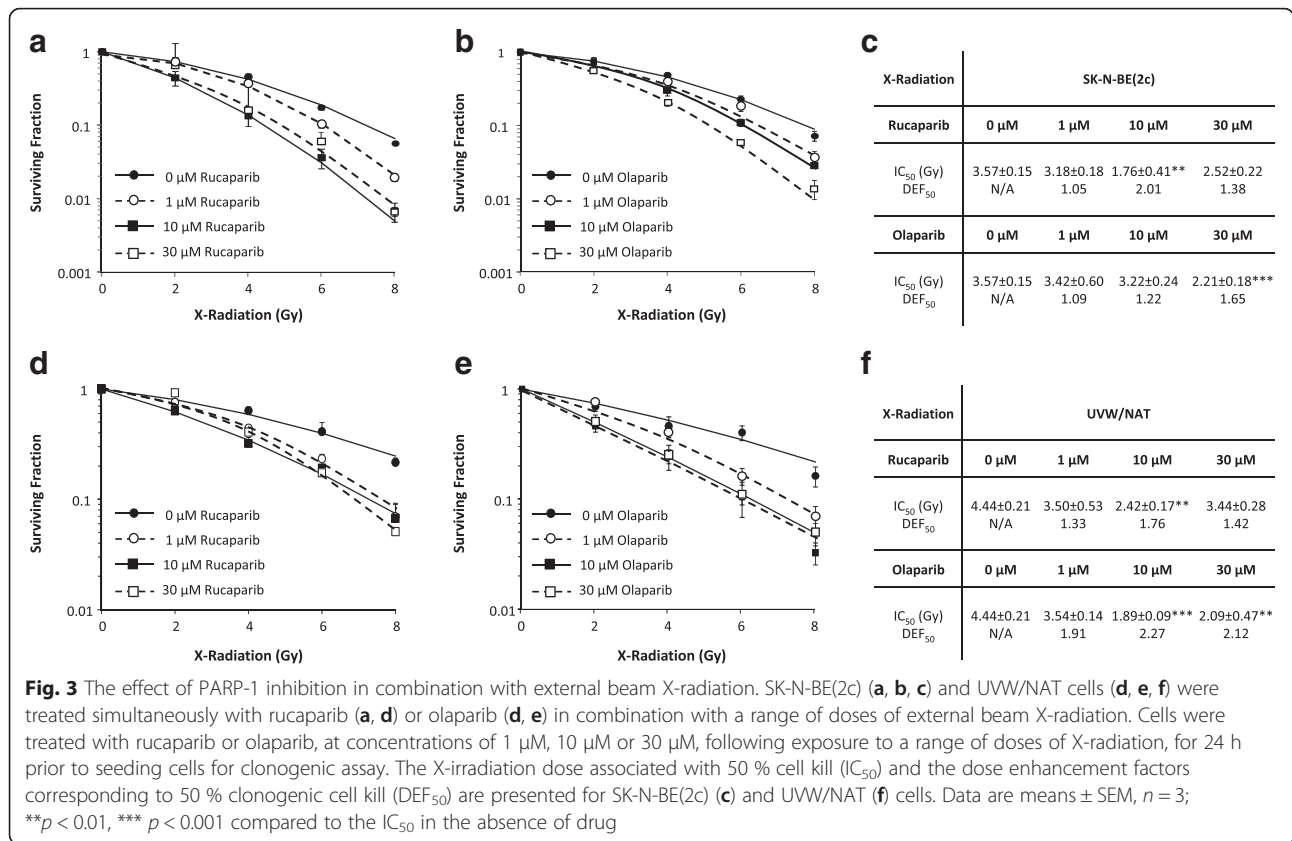 a
1
0.1
0.01
0.001
Surviving Fraction
0 µM Rucaparib
1 µM Rucaparib
10 µM Rucaparib
30 µM Rucaparib
0 2 4 6 8
X-Radiation (Gy)
b
1
0.1
0.01
0.001
Surviving Fraction
0 µM Olaparib
1 µM Olaparib
10 µM Olaparib
30 µM Olaparib
0 2 4 6 8
X-Radiation (Gy)
c
X-Radiation SK-N-BE(2c)
Rucaparib 0 µM 1 µM 10 µM 30 µM
IC50 (Gy) 3.57±0.15 3.18±0.18 1.76±0.41** 2.52±0.22
DEF50 N/A 1.05 2.01 1.38
Olaparib 0 µM 1 µM 10 µM 30 µM
IC50 (Gy) 3.57±0.15 3.42±0.60 3.22±0.24 2.21±0.18***
DEF50 N/A 1.09 1.22 1.65
d
1
0.1
0.01
Surviving Fraction
0 µM Rucaparib
1 µM Rucaparib
10 µM Rucaparib
30 µM Rucaparib
0 2 4 6 8
X-Radiation (Gy)
e
1
0.1
0.01
Surviving Fraction
0 µM Olaparib
1 µM Olaparib
10 µM Olaparib
30 µM Olaparib
0 2 4 6 8
X-Radiation (Gy)
f
X-Radiation UVW/NAT
Rucaparib 0 µM 1 µM 10 µM 30 µM
IC50 (Gy) 4.44±0.21 3.50±0.53 2.42±0.17** 3.44±0.28
DEF50 N/A 1.33 1.76 1.42
Olaparib 0 µM 1 µM 10 µM 30 µM
IC50 (Gy) 4.44±0.21 3.54±0.14 1.89±0.09*** 2.09±0.47**
DEF50 N/A 1.91 2.27 2.12
Fig. 3 The effect of PARP-1 inhibition in combination with external beam X-radiation. SK-N-BE(2c) (a, b, c) and UVW/NAT cells (d, e, f) were
treated simultaneously with rucaparib (a, d) or olaparib (d, e) in combination with a range of doses of external beam X-radiation. Cells were
treated with rucaparib or olaparib, at concentrations of 1 µM, 10 µM or 30 µM, following exposure to a range of doses of X-radiation, for 24 h
prior to seeding cells for clonogenic assay. The X-irradiation dose associated with 50 % cell kill (IC50) and the dose enhancement factors
corresponding to 50 % clonogenic cell kill (DEF50) are presented for SK-N-BE(2c) (c) and UVW/NAT (f) cells. Data are means ± SEM, n = 3;
**p < 0.01, *** p < 0.001 compared to the IC50 in the absence of drug